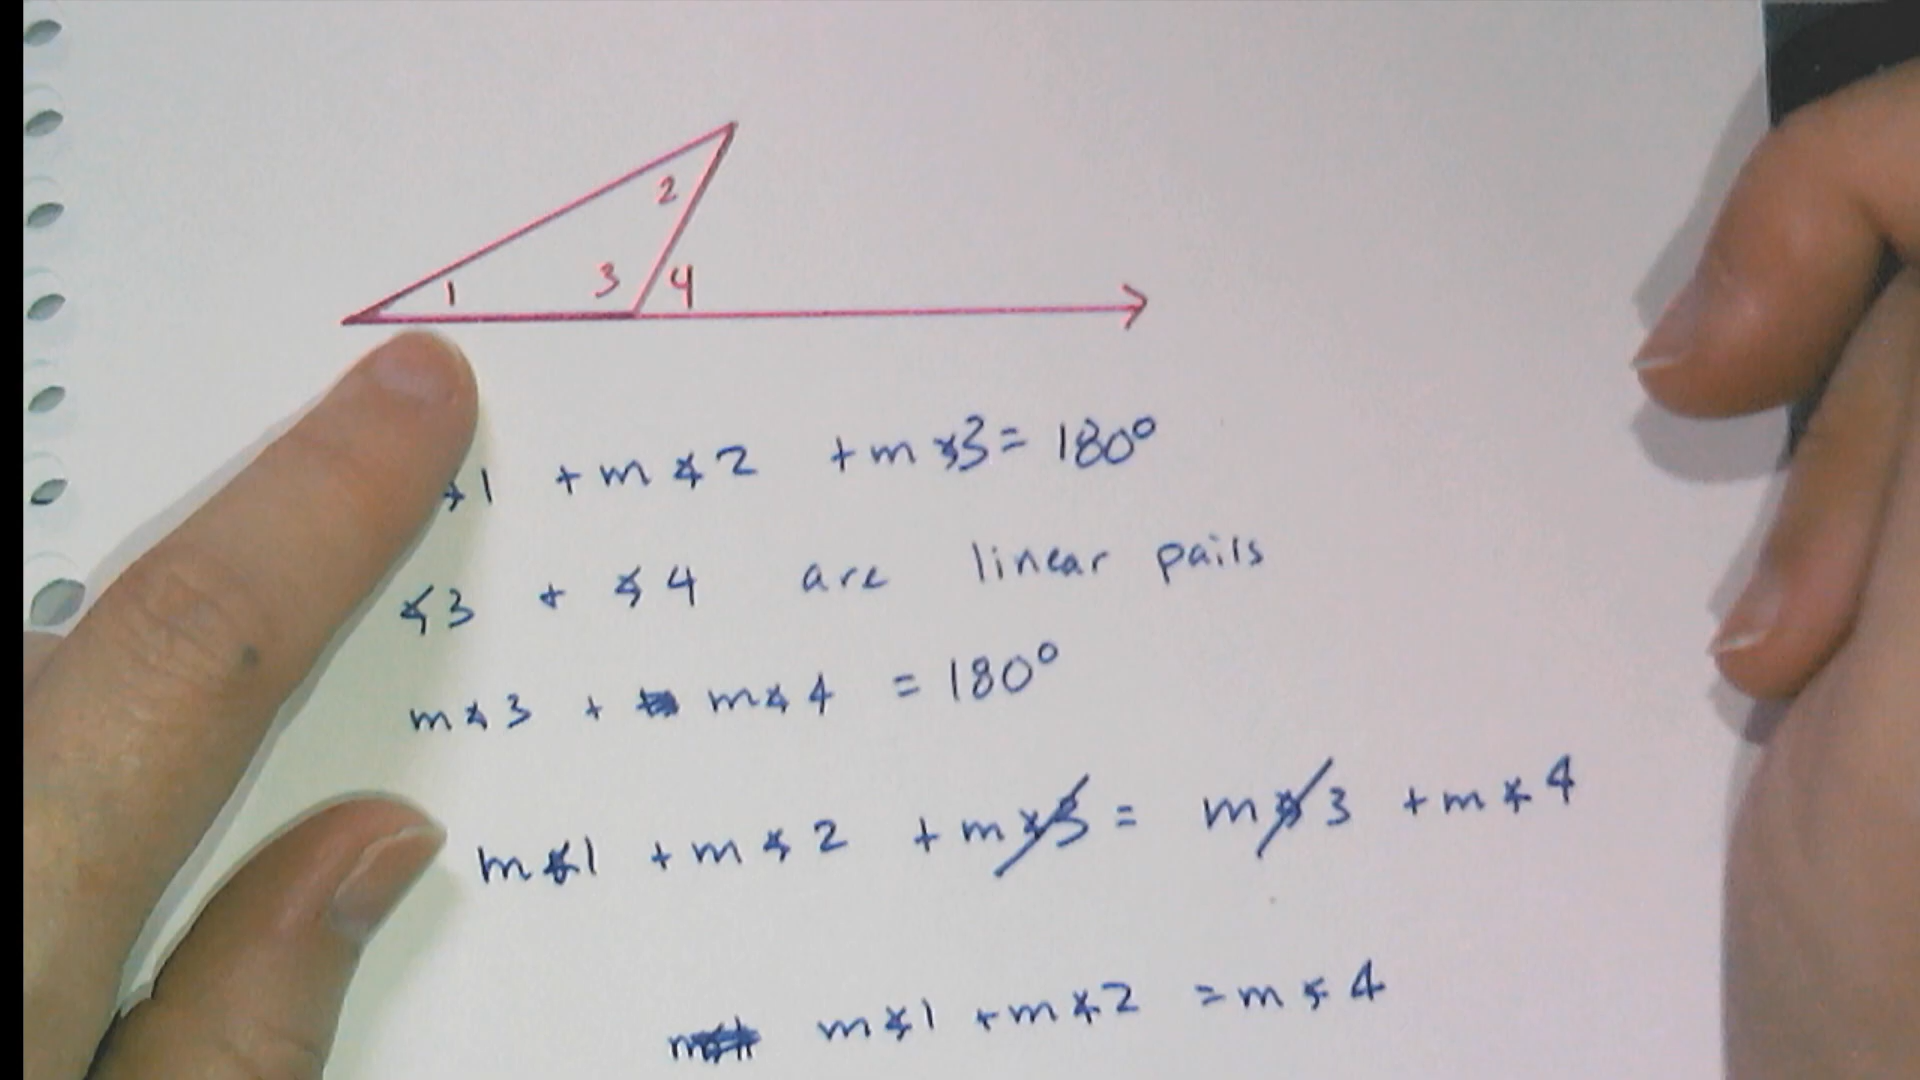 2
1 3 4
∡1 + m∡2 + m∡3 = 180°
∡3 + ∡4 are linear pairs
m∡3 + m∡4 = 180°
m∡1 + m∡2 + m∡3 = m∡3 + m∡4
m∡1 + m∡2 = m∡4